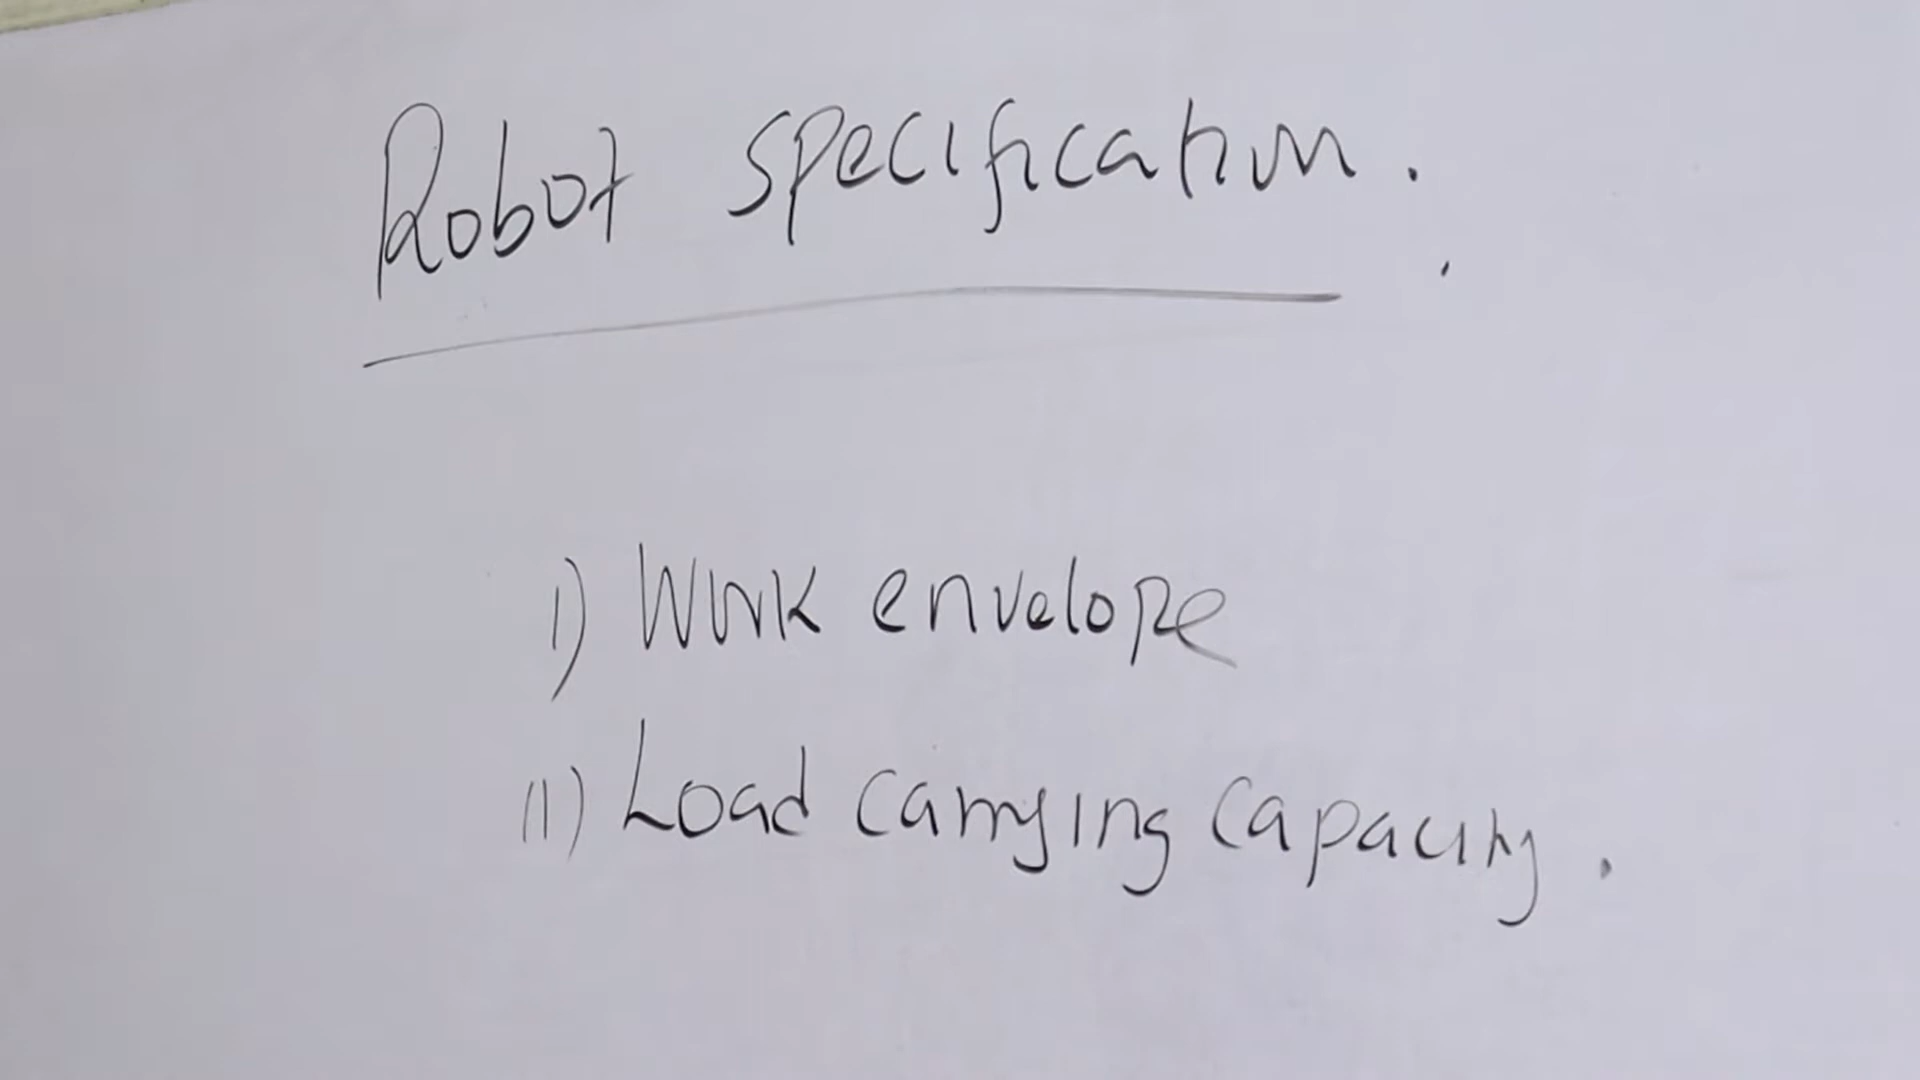 Robot specification.
i) Work envelope
ii) Load carrying capacity.